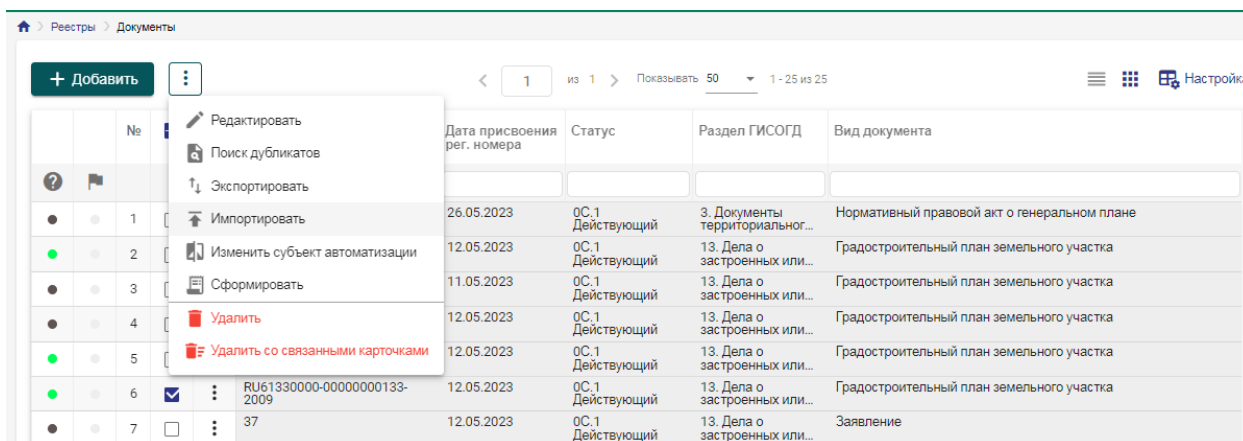 Реестры Документы
+ Добавить
1 из 1 Показывать 50 1 - 25 из 25
Настройк
Редактировать
Поиск дубликатов
Экспортировать
Импортировать
Изменить субъект автоматизации
Сформировать
Удалить
Удалить со связанными карточками
№ Дата присвоения Статус Раздел ГИСОГД Вид документа
рег. номера
1 26.05.2023 0С.1 3. Документы Нормативный правовой акт о генеральном плане
Действующий территориальног...
2 12.05.2023 0С.1 13. Дела о Градостроительный план земельного участка
Действующий застроенных или...
3 11.05.2023 0С.1 13. Дела о Градостроительный план земельного участка
Действующий застроенных или...
4 12.05.2023 0С.1 13. Дела о Градостроительный план земельного участка
Действующий застроенных или...
5 12.05.2023 0С.1 13. Дела о Градостроительный план земельного участка
Действующий застроенных или...
6 RU61330000-00000000133- 12.05.2023 0С.1 13. Дела о Градостроительный план земельного участка
2009 Действующий застроенных или...
7 37 12.05.2023 0С.1 13. Дела о Заявление
Действующий застроенных или...